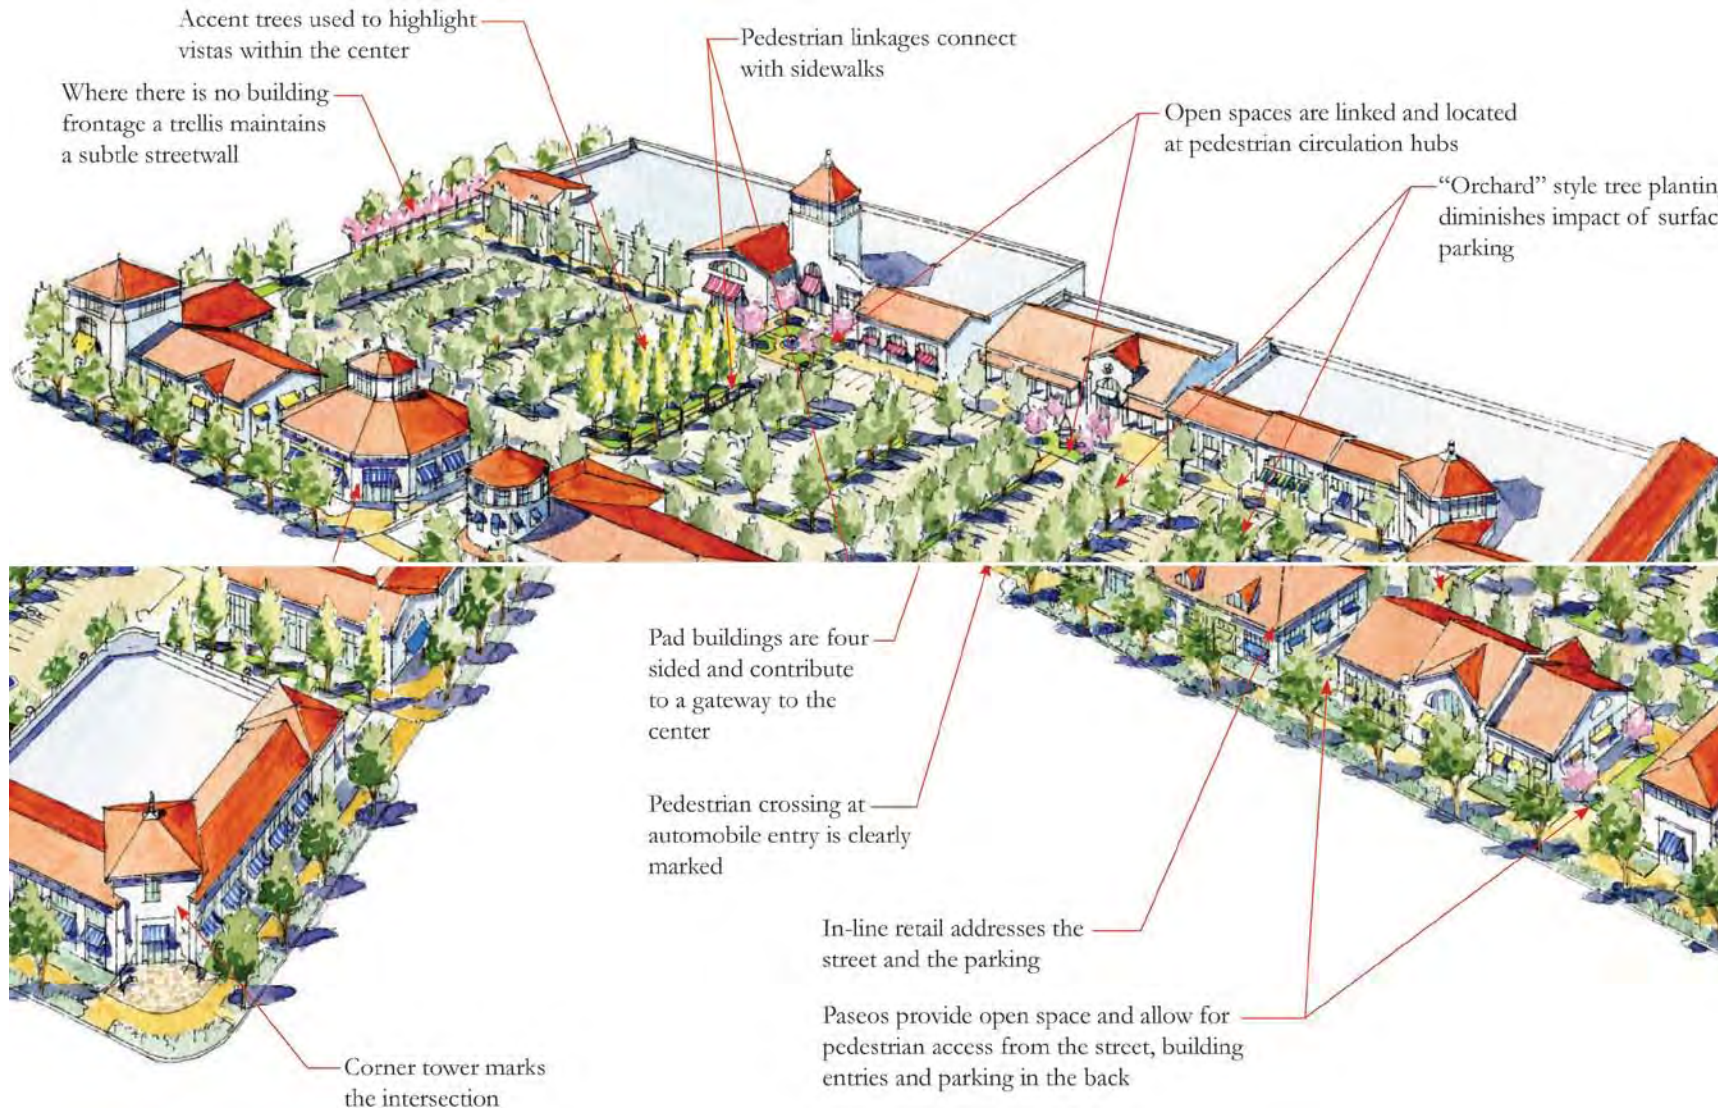 Accent trees used to highlight
vistas within the center
Pedestrian linkages connect
with sidewalks
Where there is no building
frontage a trellis maintains
a subtle streetwall
Open spaces are linked and located
at pedestrian circulation hubs
“Orchard” style tree plantin
diminishes impact of surfac
parking
Pad buildings are four
sided and contribute
to a gateway to the
center
Pedestrian crossing at
automobile entry is clearly
marked
In-line retail addresses the
street and the parking
Paseos provide open space and allow for
pedestrian access from the street, building
entries and parking in the back
Corner tower marks
the intersection